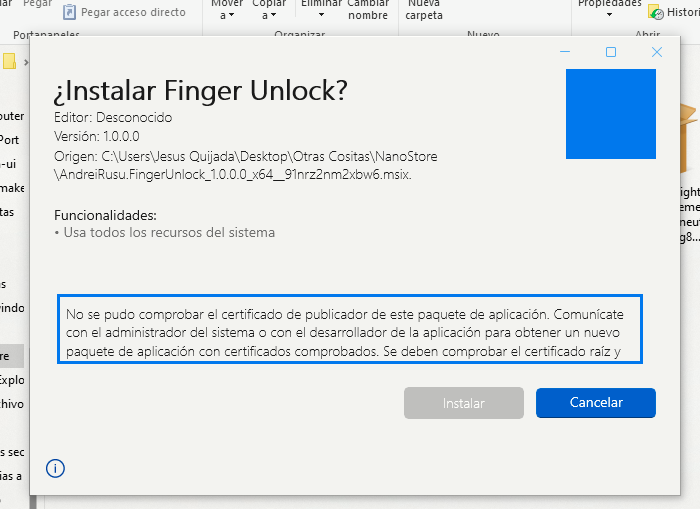 Pegar
Pegar acceso directo
Mover a
Copiar a
Eliminar
Cambiar nombre
Nueva carpeta
Propiedades
Histori
Portapapeles
Organizar
Nuevo
Abrir
¿Instalar Finger Unlock?
Editor: Desconocido
Versión: 1.0.0.0
Origen: C:\Users\Jesus Quijada\Desktop\Otras Cositas\NanoStore
\AndreiRusu.FingerUnlock_1.0.0.0_x64__91nrz2nm2xbw6.msix.
Funcionalidades:
• Usa todos los recursos del sistema
No se pudo comprobar el certificado de publicador de este paquete de aplicación. Comunícate
con el administrador del sistema o con el desarrollador de la aplicación para obtener un nuevo
paquete de aplicación con certificados comprobados. Se deben comprobar el certificado raíz y
Instalar
Cancelar